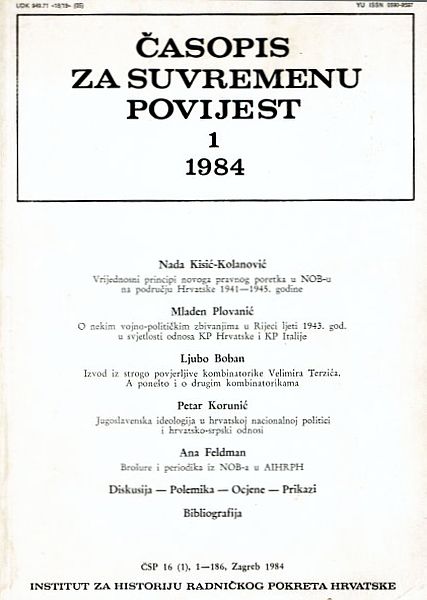 UDK 949.71 «18/19» (05)
YU ISSN 0590-9597
ČASOPIS
ZA SUVREMENU
POVIJEST
1
1984
Nada Kisić-Kolanović
Vrijednosni principi novoga pravnog poretka u NOB-u
na području Hrvatske 1941—1945. godine
Mladen Plovanić
O nekim vojno-političkim zbivanjima u Rijeci ljeti 1943. god.
u svjetlosti odnosa KP Hrvatske i KP Italije
Ljubo Boban
Izvod iz strogo povjerljive kombinatorike Velimira Terzića.
A ponešto i o drugim kombinatorikama
Petar Korunić
Jugoslavenska ideologija u hrvatskoj nacionalnoj politici
i hrvatsko-srpski odnosi
Ana Feldman
Brošure i periodika iz NOB-a u AIHRPH
Diskusija — Polemika — Ocjene — Prikazi
Bibliografija
ČSP 16 (1), 1—186, Zagreb 1984
INSTITUT ZA HISTORIJU RADNIČKOG POKRETA HRVATSKE